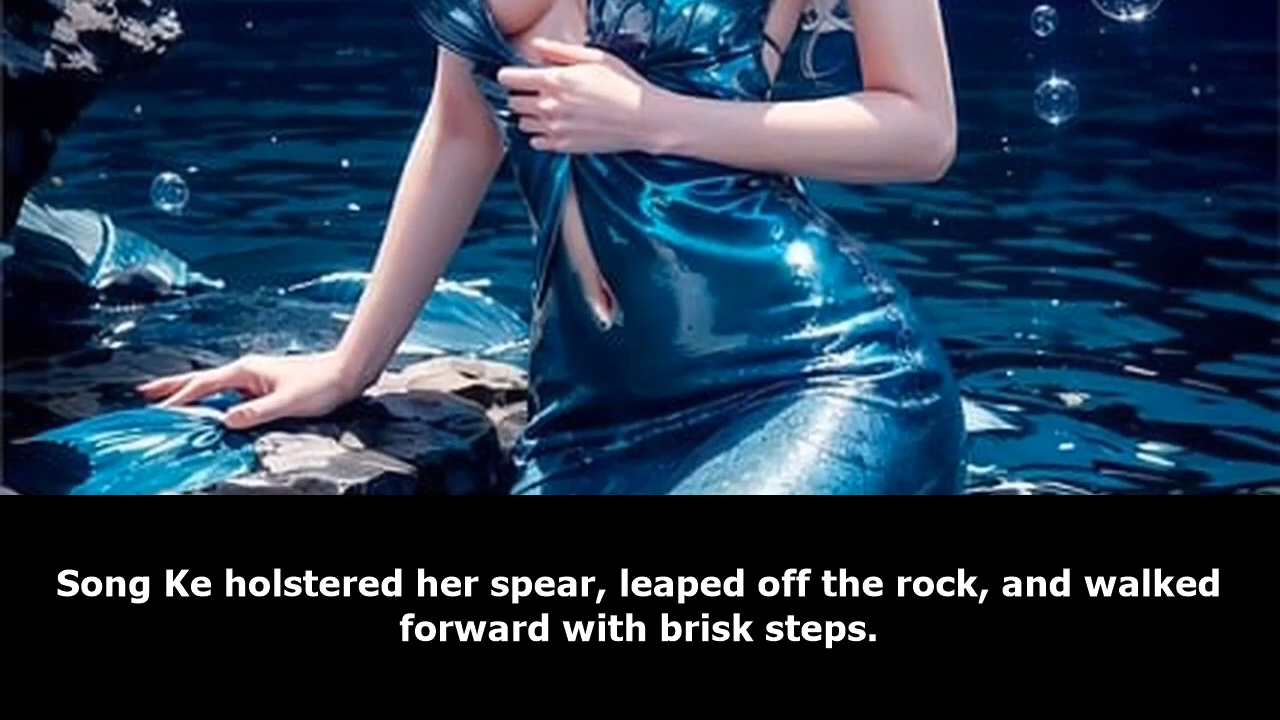 Song Ke holstered her spear, leaped off the rock, and walked
forward with brisk steps.